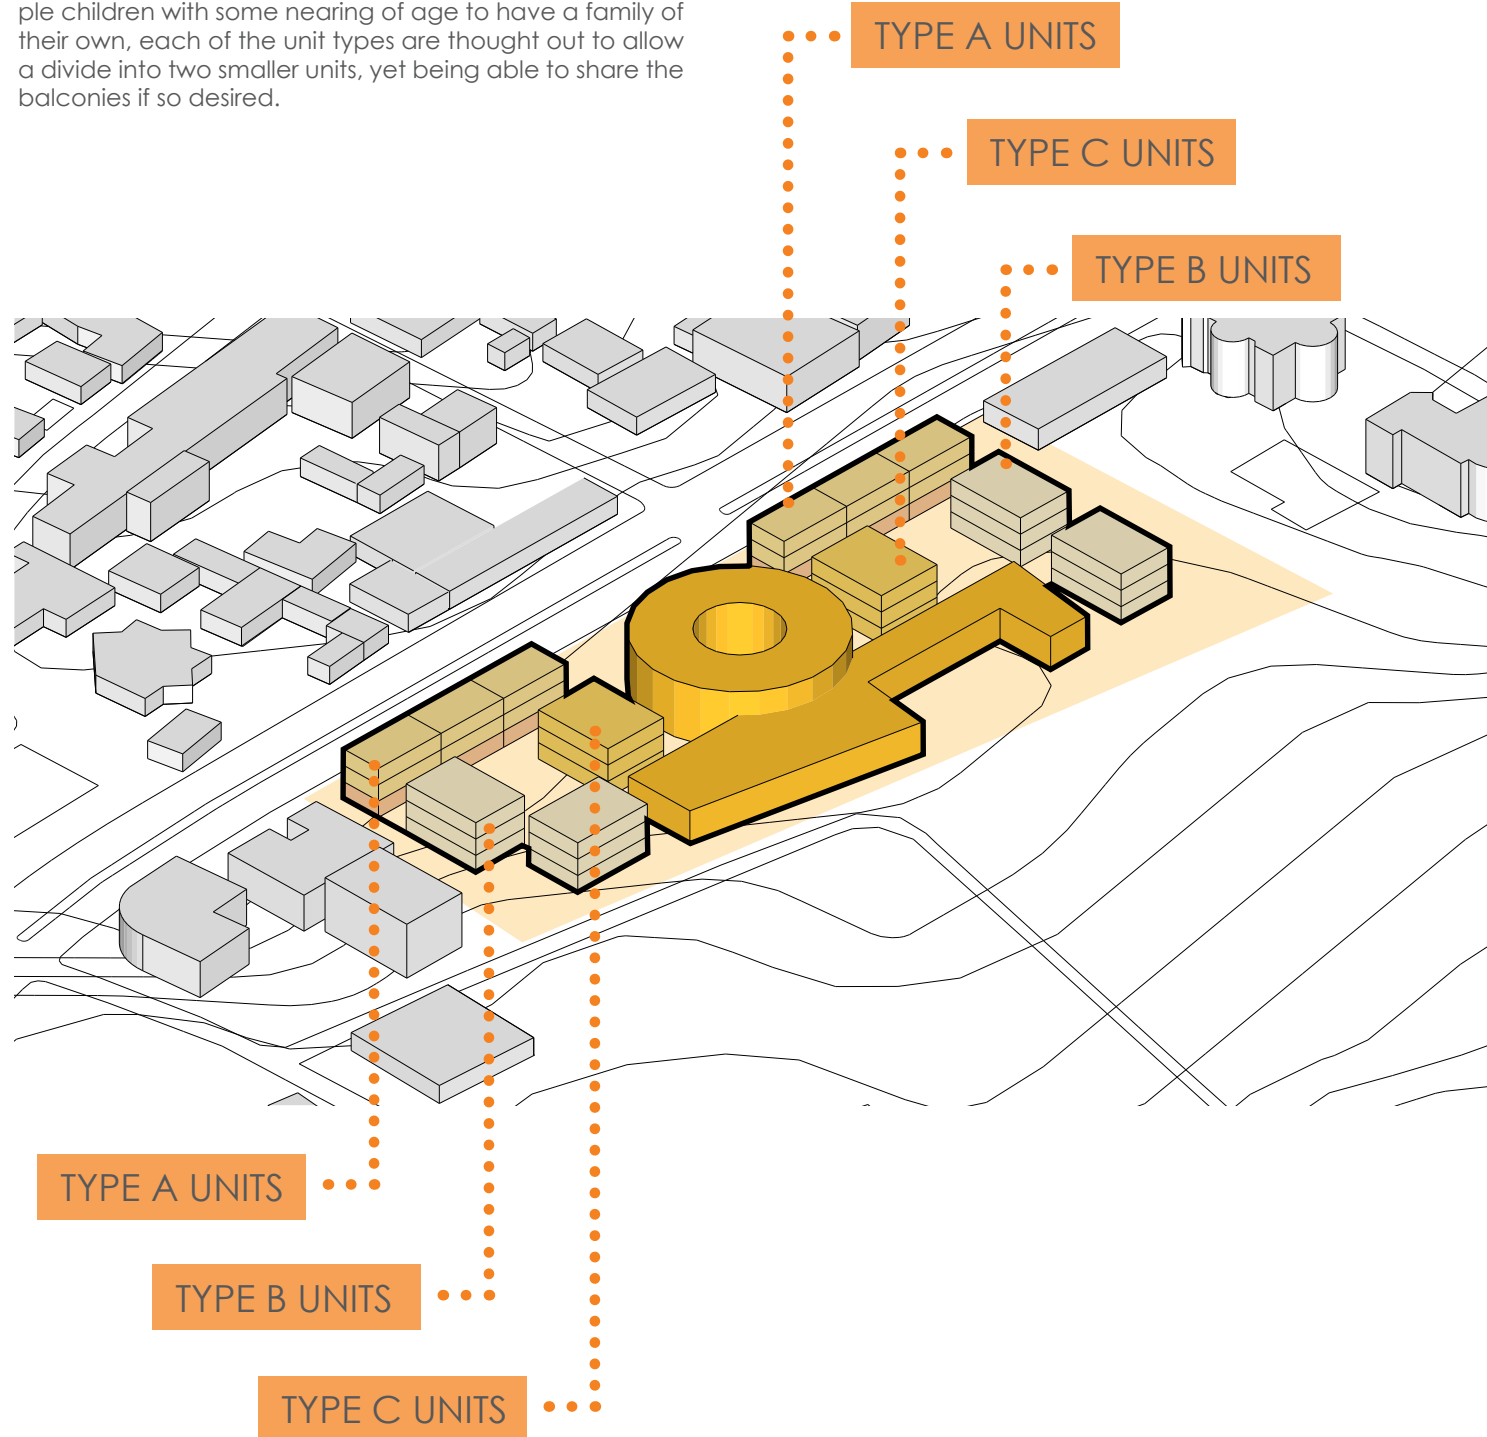 ple children with some nearing of age to have a family of
their own, each of the unit types are thought out to allow
a divide into two smaller units, yet being able to share the
balconies if so desired.
TYPE A UNITS
TYPE C UNITS
TYPE B UNITS
TYPE A UNITS
TYPE B UNITS
TYPE C UNITS